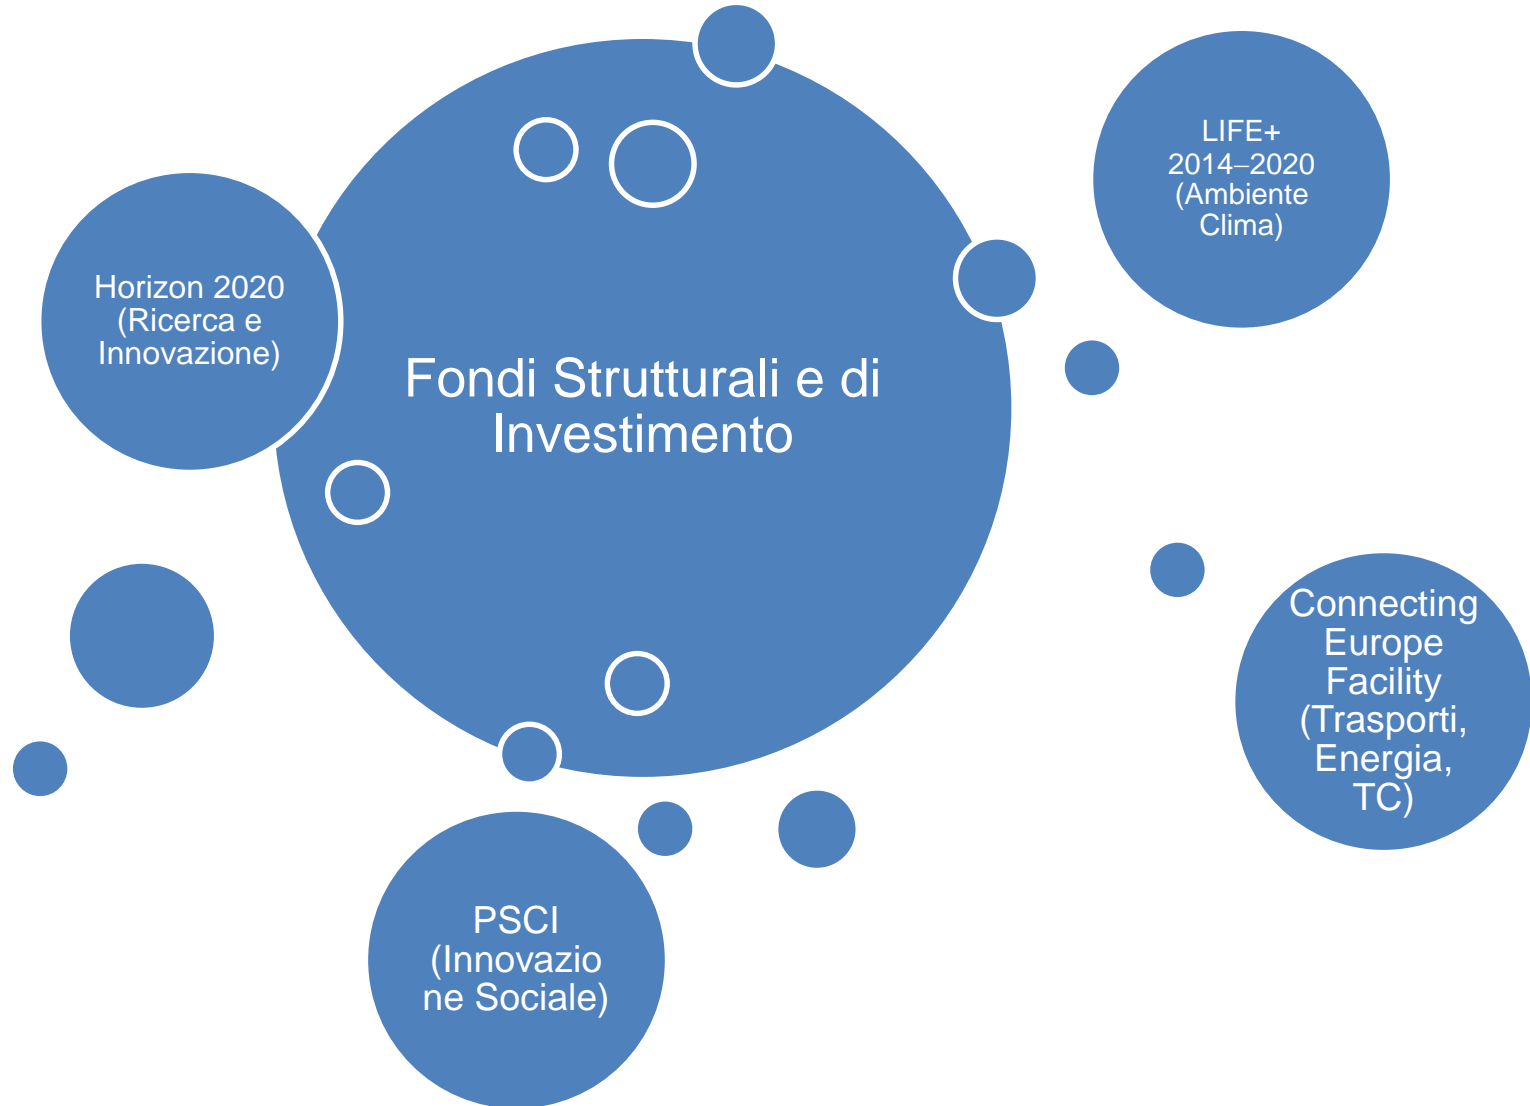 LIFE+
2014–2020
(Ambiente
Clima)
Horizon 2020
(Ricerca e
Innovazione)
Fondi Strutturali e di
Investimento
Connecting
Europe
Facility
(Trasporti,
Energia,
TC)
PSCI
(Innovazio
ne Sociale)